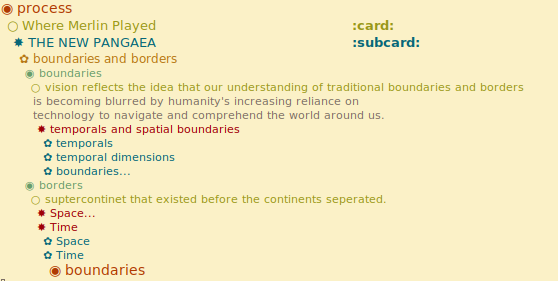 process
Where Merlin Played :card:
THE NEW PANGAEA :subcard:
boundaries and borders
boundaries
vision reflects the idea that our understanding of traditional boundaries and borders
is becoming blurred by humanity's increasing reliance on
technology to navigate and comprehend the world around us.
temporals and spatial boundaries
temporals
temporal dimensions
boundaries...
borders
suptercontinet that existed before the continents seperated.
Space...
Time
Space
Time
boundaries